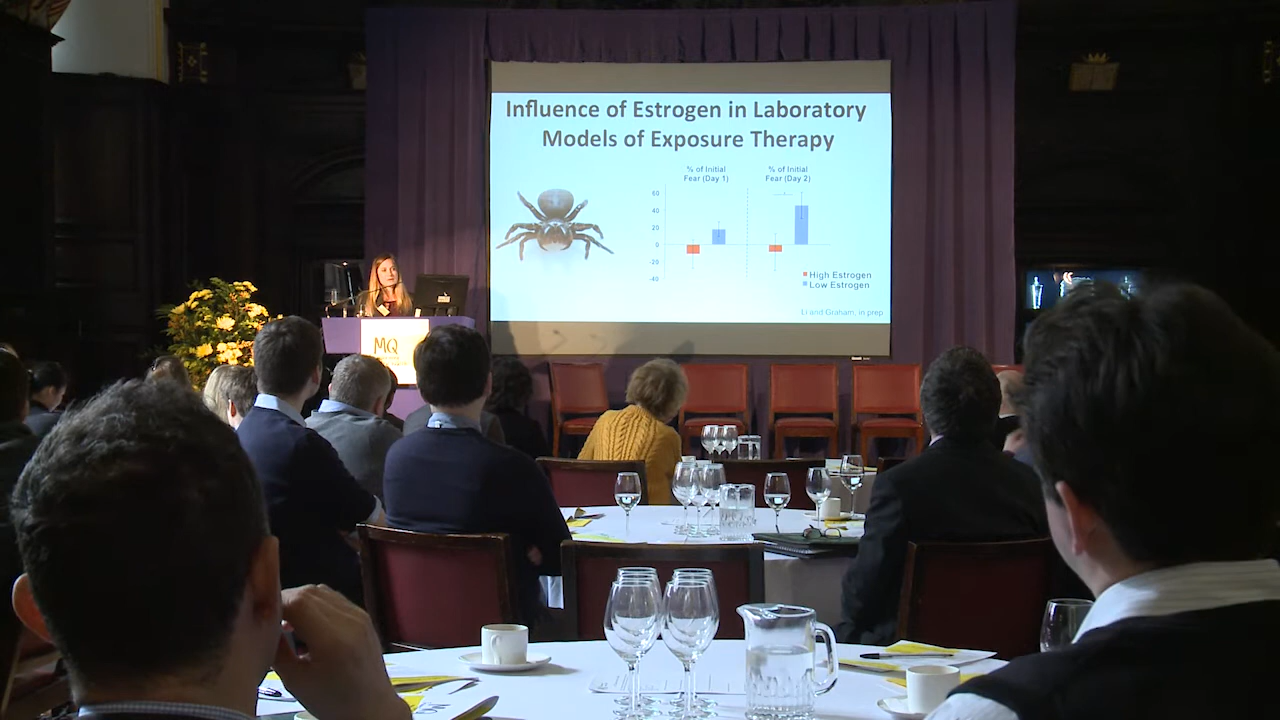 Influence of Estrogen in Laboratory
Models of Exposure Therapy
% of Initial
Fear (Day 1)
% of Initial
Fear (Day 2)
60
40
20
0
-20
-40
High Estrogen
Low Estrogen
Li and Graham, in prep
MQ